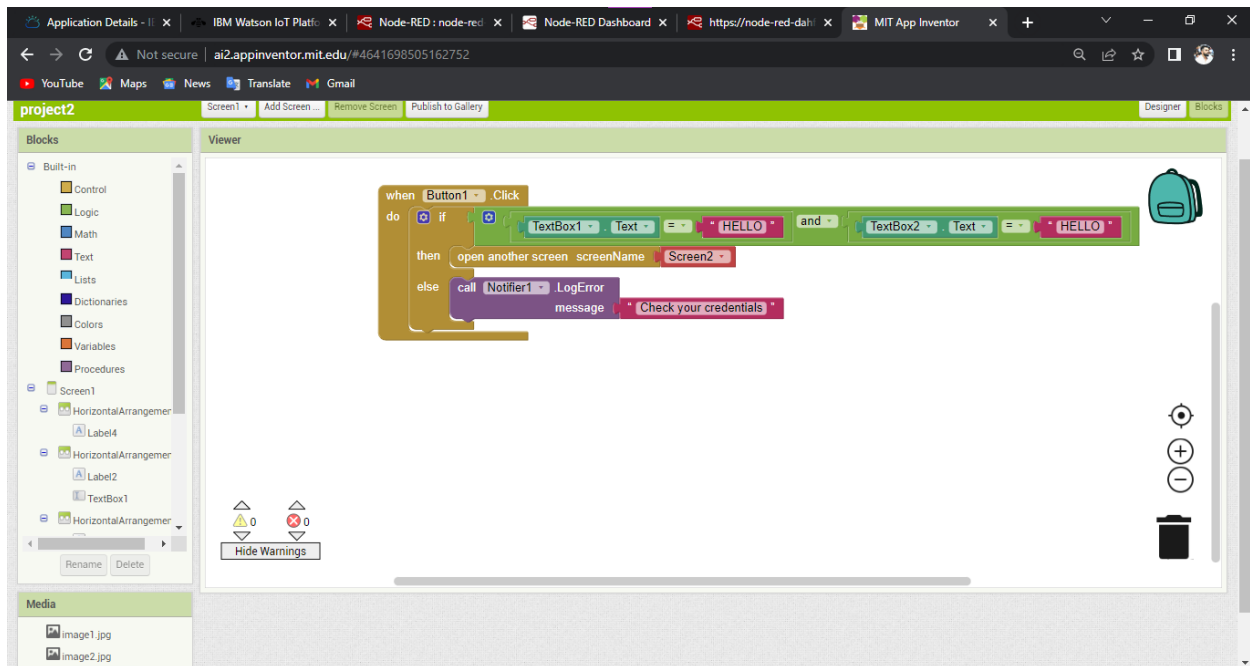 Application Details - I
IBM Watson IoT Platfo
Node-RED : node-red
Node-RED Dashboard
https://node-red-dah
MIT App Inventor
Not secure
ai2.appinventor.mit.edu/#4641698505162752
YouTube Maps News Translate Gmail
project2
Screen1 Add Screen ... Remove Screen Publish to Gallery
Designer Blocks
Blocks
Viewer
Built-in
Control
Logic
Math
Text
Lists
Dictionaries
Colors
Variables
Procedures
Screen1
HorizontalArrangemer
Label4
HorizontalArrangemer
Label2
TextBox1
HorizontalArrangemer
Rename Delete
when Button1 .Click
do if TextBox1 . Text = " HELLO " and TextBox2 . Text = " HELLO "
then open another screen screenName Screen2
else call Notifier1 .LogError
message " Check your credentials "
0 0
Hide Warnings
Media
image1.jpg
image2.jpg